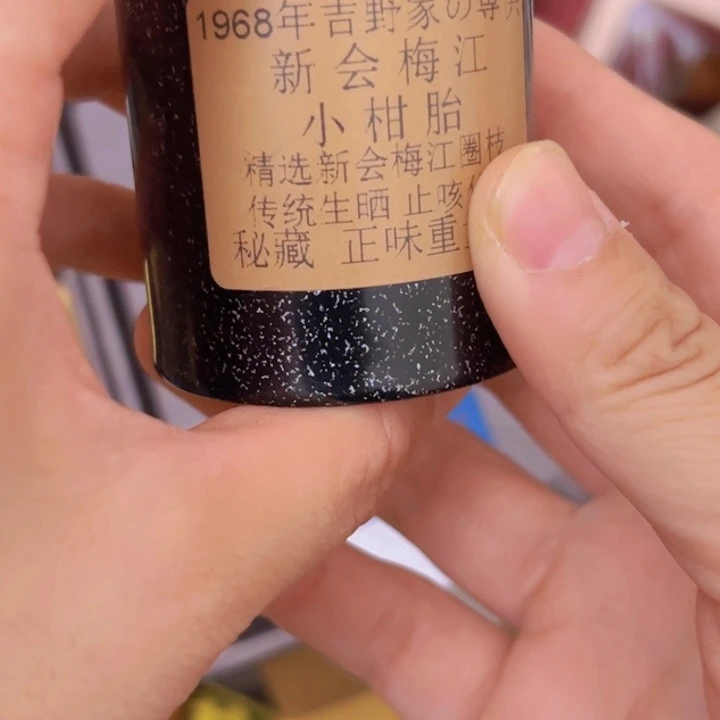 1968年吉野家の専
新会梅江
小柑胎
精选新会梅江圈枝
传统生晒 止咳
秘藏 正味重